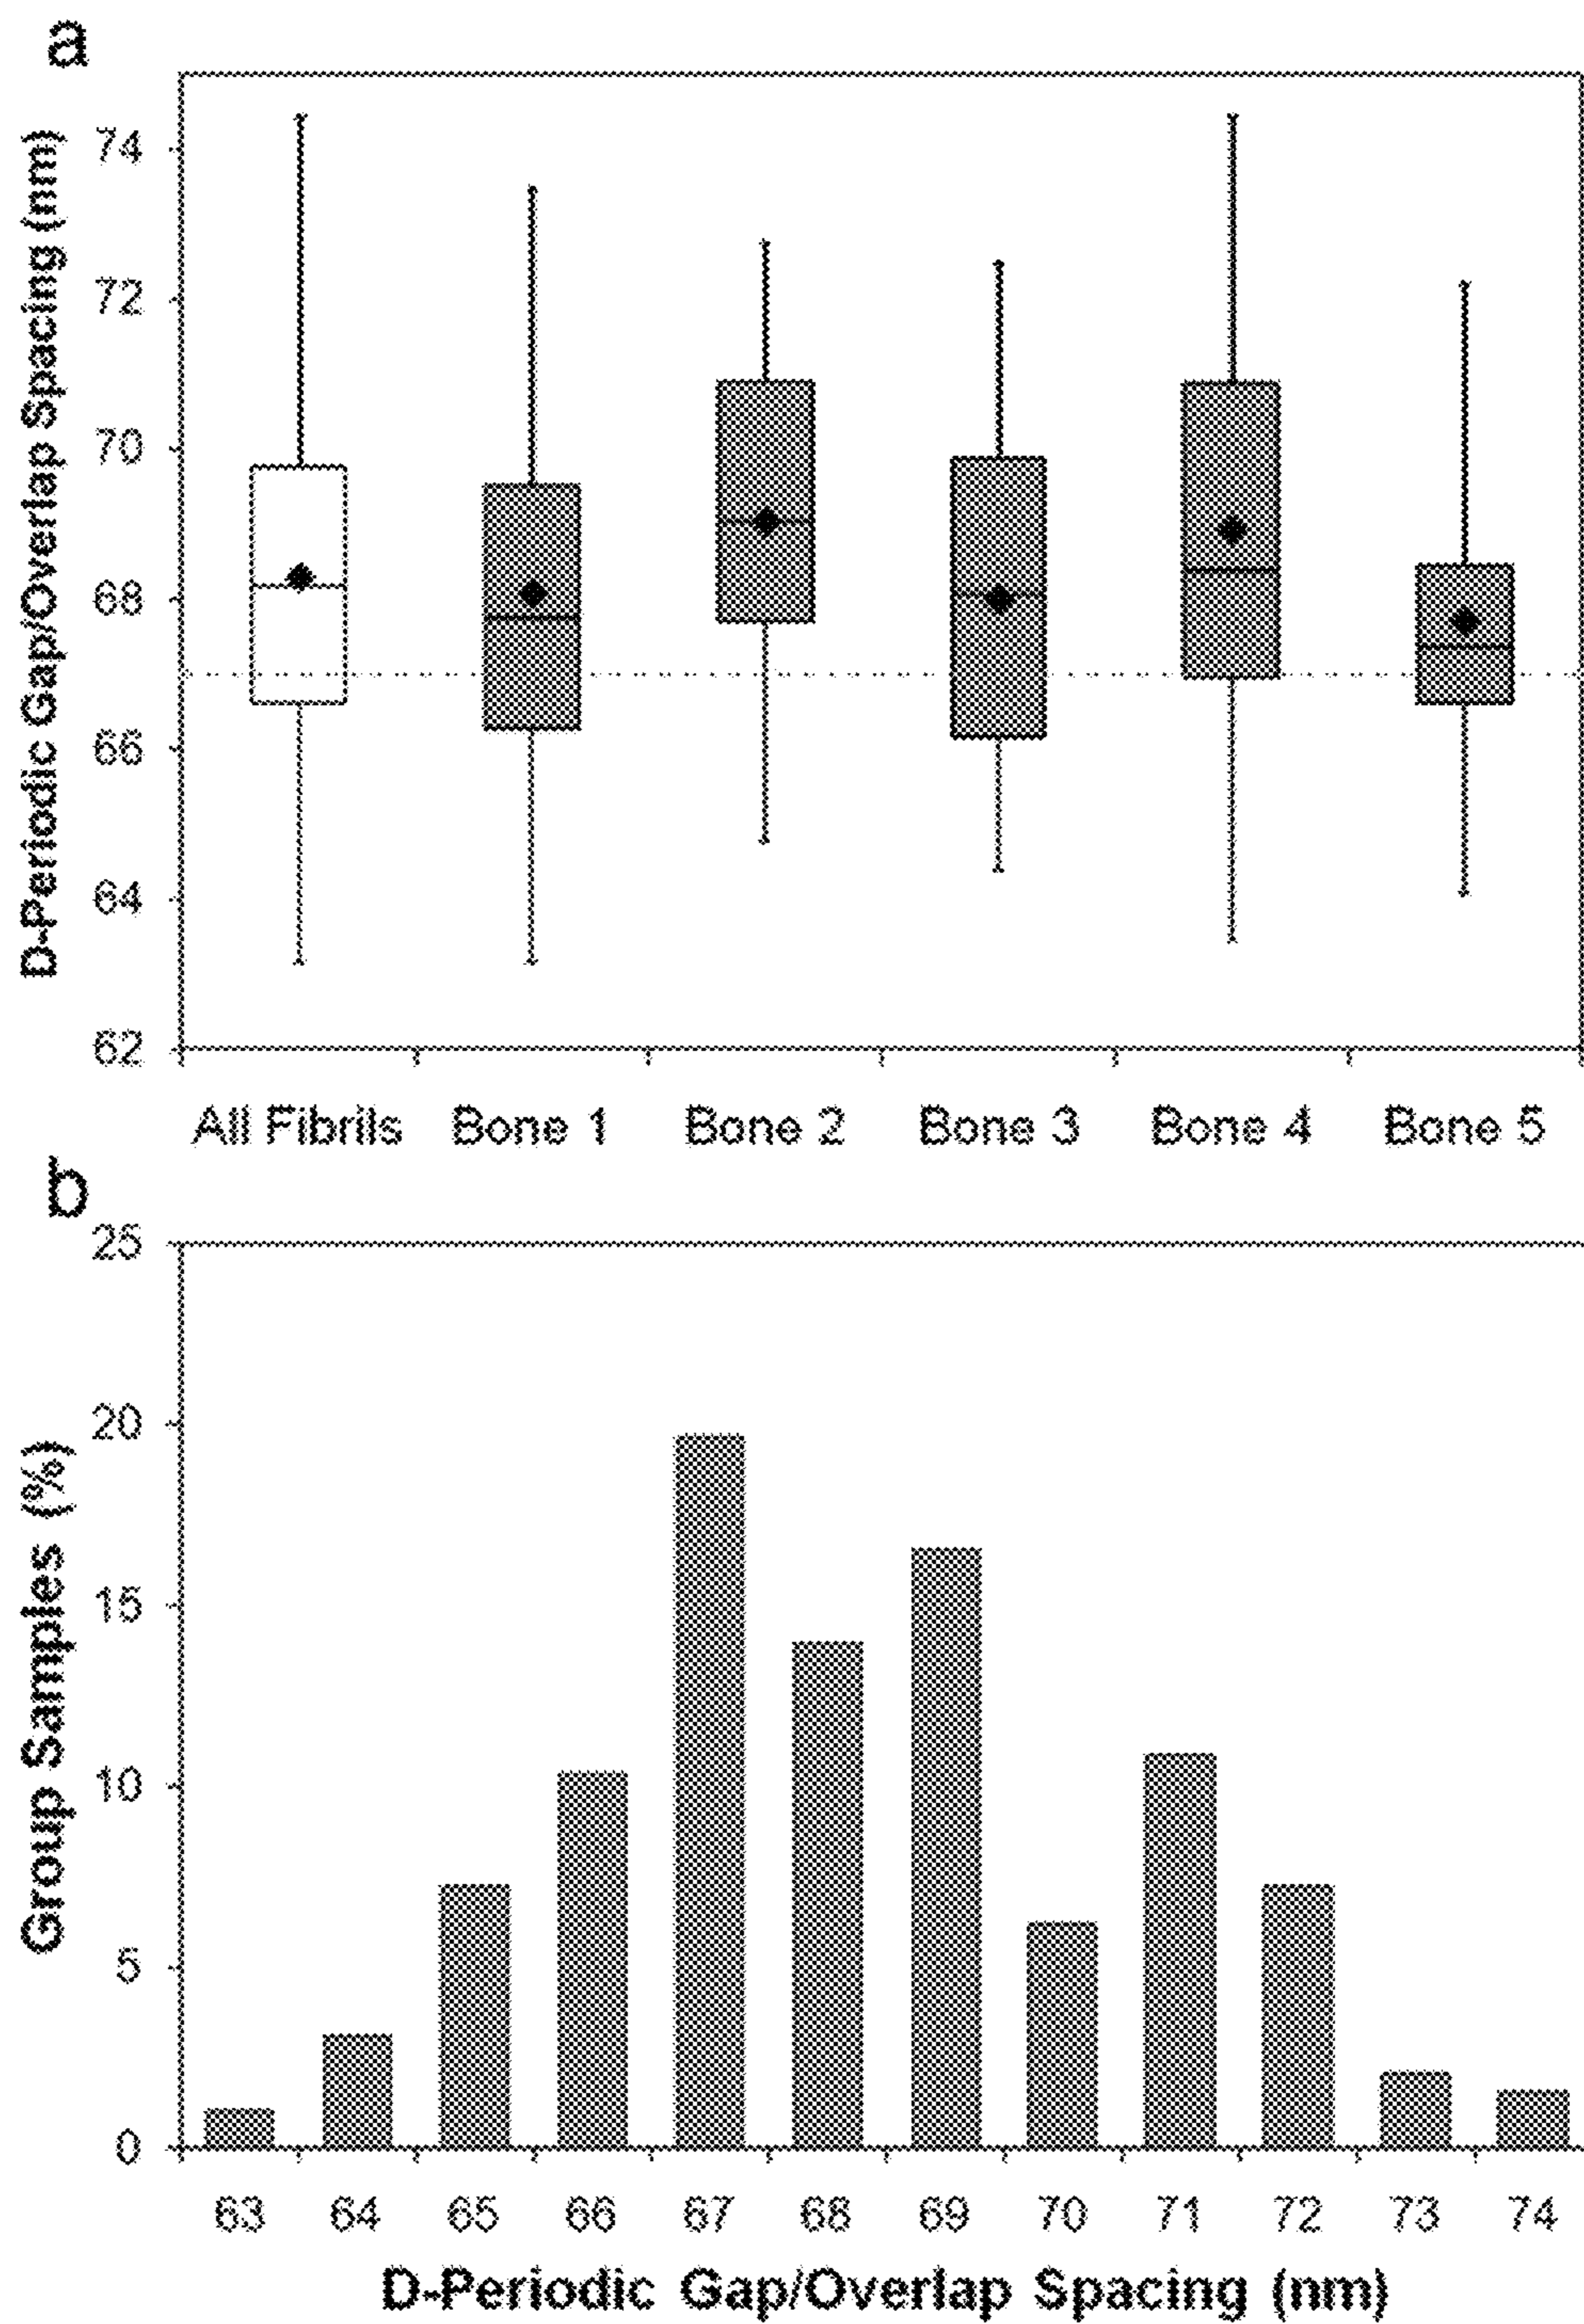 a
D-Periodic Gap/Overlap Spacing (nm)
74
72
70
68
66
64
62
All Fibrils Bone 1 Bone 2 Bone 3 Bone 4 Bone 5
b
Group Samples (%)
25
20
15
10
5
0
63 64 65 66 67 68 69 70 71 72 73 74
D-Periodic Gap/Overlap Spacing (nm)